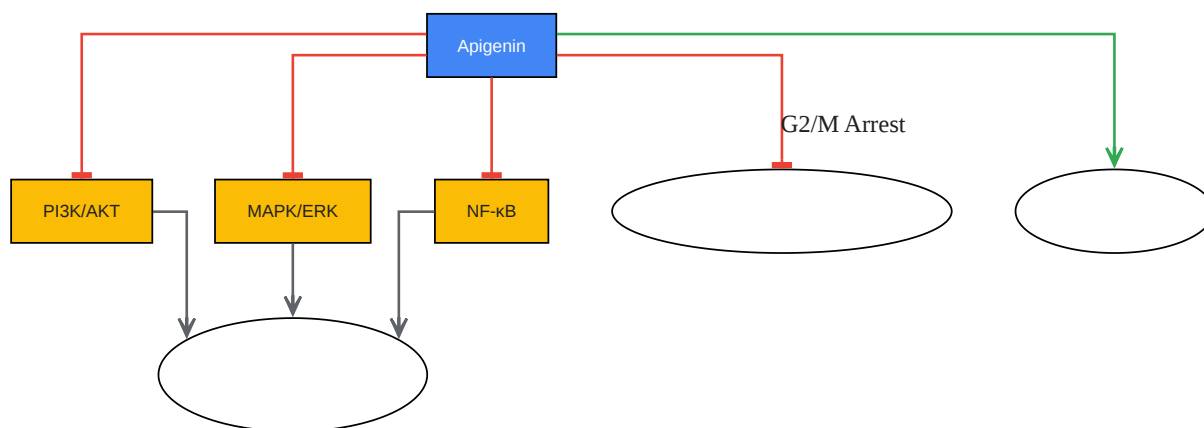 Apigenin
G2/M Arrest
PI3K/AKT
MAPK/ERK
NF-κB